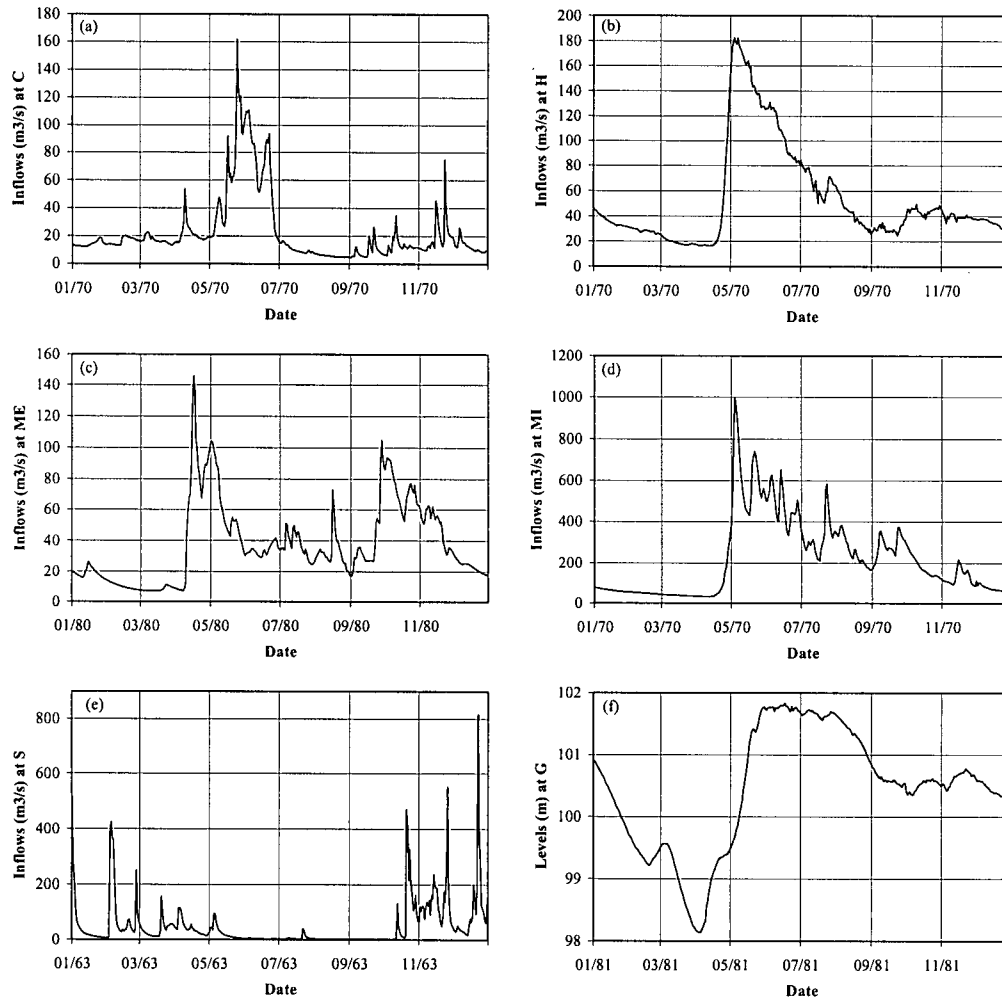 (a)
Inflows (m3/s) at C
160
140
120
100
80
60
40
20
0
01/70 03/70 05/70 07/70 09/70 11/70
Date
(b)
Inflows (m3/s) at H
200
180
160
140
120
100
80
60
40
20
0
01/70 03/70 05/70 07/70 09/70 11/70
Date
(c)
Inflows (m3/s) at ME
160
140
120
100
80
60
40
20
0
01/80 03/80 05/80 07/80 09/80 11/80
Date
(d)
Inflows (m3/s) at MI
1200
1000
800
600
400
200
0
01/70 03/70 05/70 07/70 09/70 11/70
Date
(e)
Inflows (m3/s) at S
800
600
400
200
0
01/63 03/63 05/63 07/63 09/63 11/63
Date
(f)
Levels (m) at G
102
101
100
99
98
01/81 03/81 05/81 07/81 09/81 11/81
Date